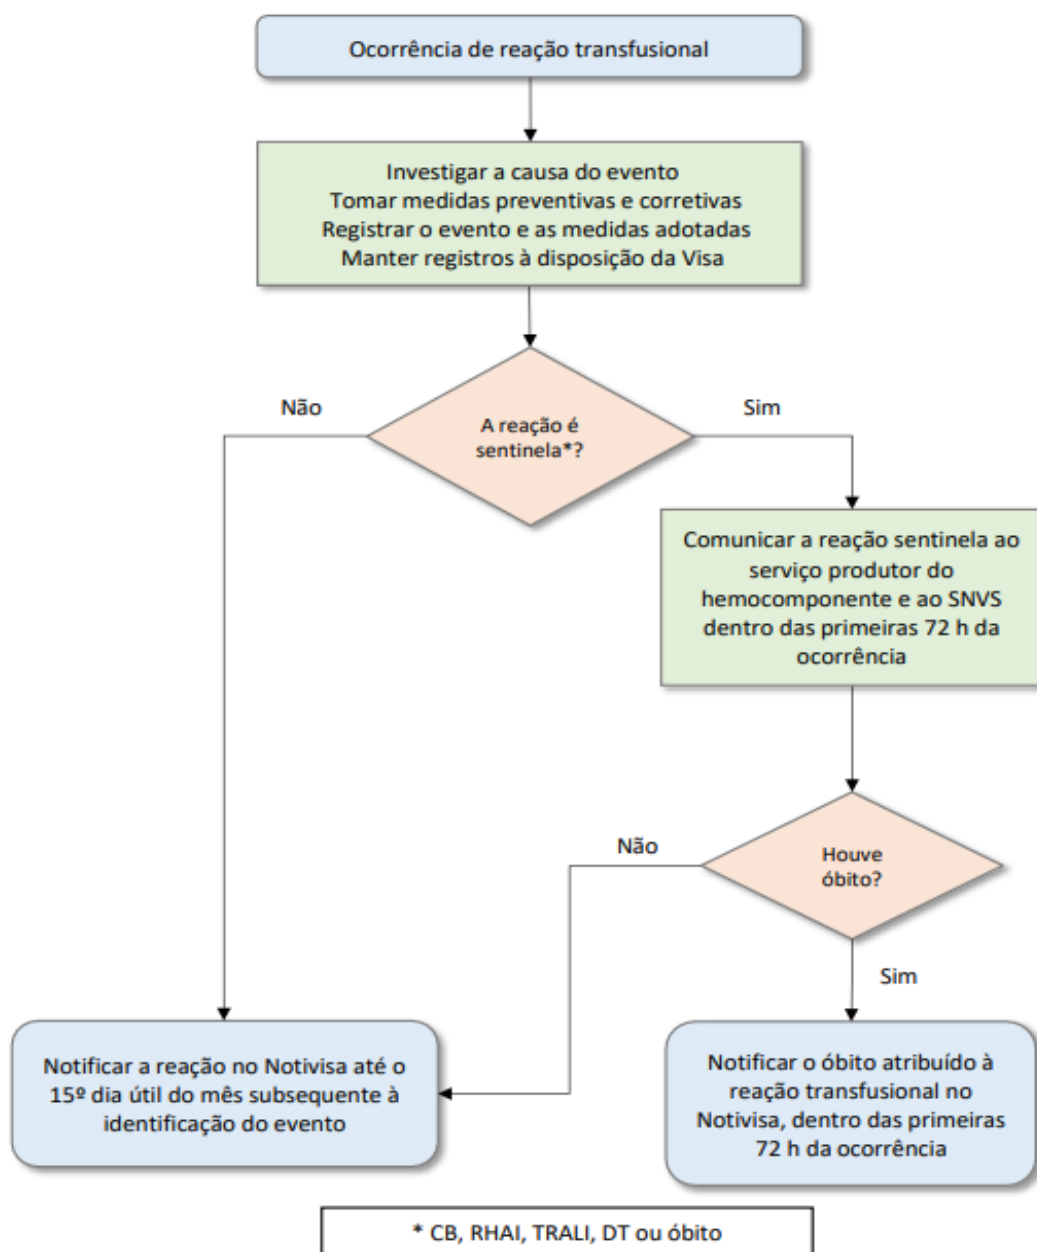 Ocorrência de reação transfusional
Investigar a causa do evento
Tomar medidas preventivas e corretivas
Registrar o evento e as medidas adotadas
Manter registros à disposição da Visa
Não
Sim
A reação é
sentinela*?
Comunicar a reação sentinela ao
serviço produtor do
hemocomponente e ao SNVS
dentro das primeiras 72 h da
ocorrência
Não
Houve
óbito?
Sim
Notificar a reação no Notivisa até o
15º dia útil do mês subsequente à
identificação do evento
Notificar o óbito atribuído à
reação transfusional no
Notivisa, dentro das primeiras
72 h da ocorrência
* CB, RHAI, TRALI, DT ou óbito